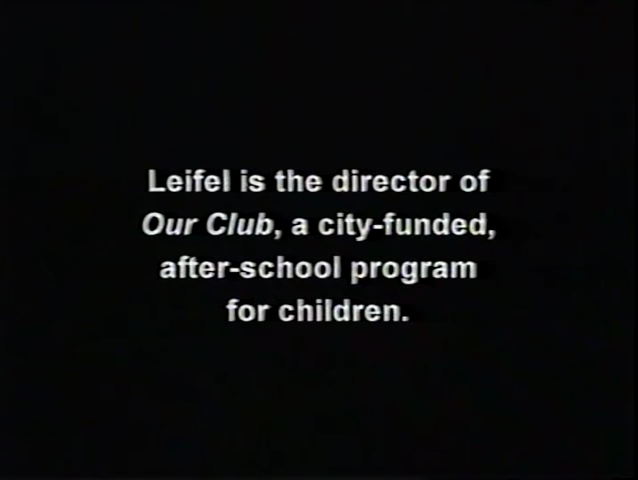 Leifel is the director of
Our Club, a city-funded,
after-school program
for children.